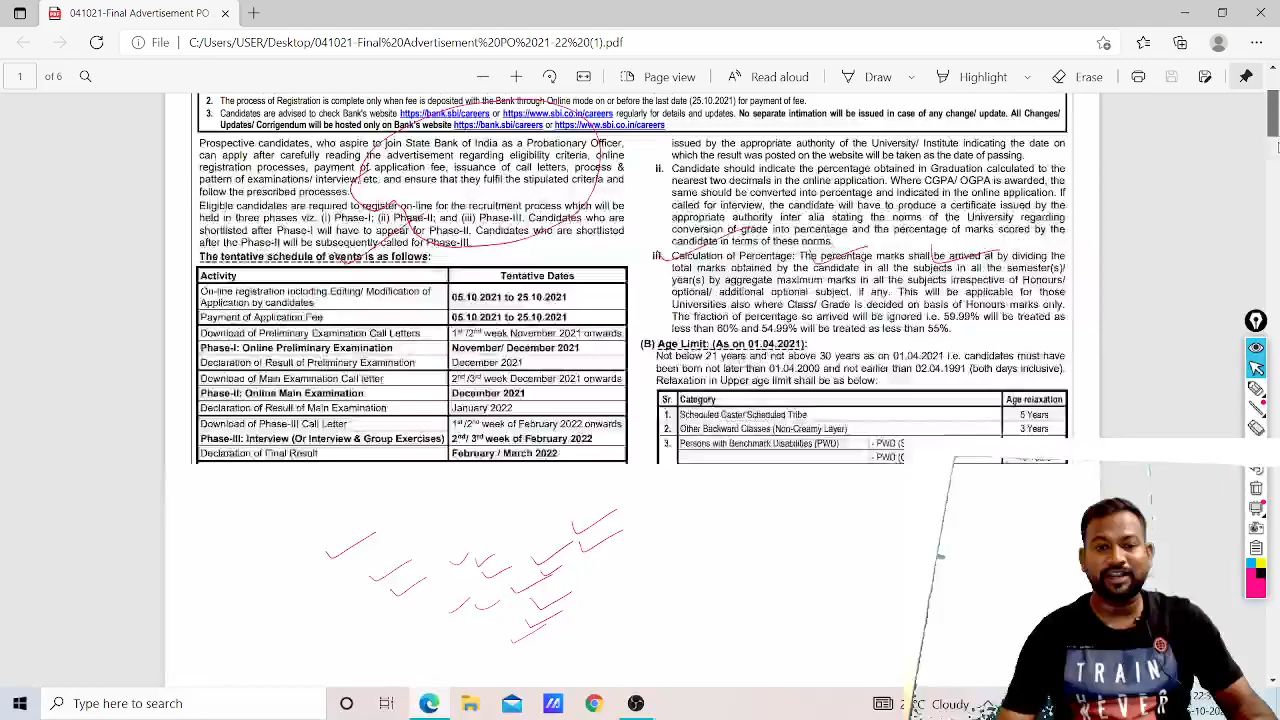 041021-Final Advertisement PO
File
C:/Users/USER/Desktop/041021-Final%20Advertisement%20PO%202021-22%20(1).pdf
1 of 6
Page view
Read aloud
Draw
Highlight
Erase
2. The process of Registration is complete only when fee is deposited with the Bank through Online mode on or before the last date (25.10.2021) for payment of fee.
3. Candidates are advised to check Bank's website https://bank.sbi/careers or https://www.sbi.co.in/careers regularly for details and updates. No separate intimation will be issued in case of any change/ update. All Changes/
Updates/ Corrigendum will be hosted only on Bank's website https://bank.sbi/careers or https://www.sbi.co.in/careers
Prospective candidates, who aspire to join State Bank of India as a Probationary Officer,
can apply after carefully reading the advertisement regarding eligibility criteria, online
registration processes, payment of application fee, issuance of call letters, process &
pattern of examinations/ interview etc. and ensure that they fulfil the stipulated criteria and
follow the prescribed processes.
Eligible candidates are required to register on-line for the recruitment process which will be
held in three phases viz. (i) Phase-I; (ii) Phase-II; and (iii) Phase-III. Candidates who are
shortlisted after Phase-I will have to appear for Phase-II. Candidates who are shortlisted
after the Phase-II will be subsequently called for Phase-III.
The tentative schedule of events is as follows:
Activity Tentative Dates
On-line registration including Editing/ Modification of
Application by candidates 05.10.2021 to 25.10.2021
Payment of Application Fee 05.10.2021 to 25.10.2021
Download of Preliminary Examination Call Letters 1st /2nd week November 2021 onwards
Phase-I: Online Preliminary Examination November/ December 2021
Declaration of Result of Preliminary Examination December 2021
Download of Main Examination Call letter 2nd /3rd week December 2021 onwards
Phase-II: Online Main Examination December 2021
Declaration of Result of Main Examination January 2022
Download of Phase-III Call Letter 1st/2nd week of February 2022 onwards
Phase-III: Interview (Or Interview & Group Exercises) 2nd/ 3rd week of February 2022
Declaration of Final Result February / March 2022
issued by the appropriate authority of the University/ Institute indicating the date on
which the result was posted on the website will be taken as the date of passing.
ii. Candidate should indicate the percentage obtained in Graduation calculated to the
nearest two decimals in the online application. Where CGPA/ OGPA is awarded, the
same should be converted into percentage and indicated in the online application. If
called for interview, the candidate will have to produce a certificate issued by the
appropriate authority inter alia stating the norms of the University regarding
conversion of grade into percentage and the percentage of marks scored by the
candidate in terms of these norms.
iii. Calculation of Percentage: The percentage marks shall be arrived at by dividing the
total marks obtained by the candidate in all the subjects in all the semester(s)/
year(s) by aggregate maximum marks in all the subjects irrespective of Honours/
optional/ additional optional subject, if any. This will be applicable for those
Universities also where Class/ Grade is decided on basis of Honours marks only.
The fraction of percentage so arrived will be ignored i.e. 59.99% will be treated as
less than 60% and 54.99% will be treated as less than 55%.
(B) Age Limit: (As on 01.04.2021):
Not below 21 years and not above 30 years as on 01.04.2021 i.e. candidates must have
been born not later than 01.04.2000 and not earlier than 02.04.1991 (both days inclusive).
Relaxation in Upper age limit shall be as below:
Sr. Category Age relaxation
1. Scheduled Caste/ Scheduled Tribe 5 Years
2. Other Backward Classes (Non-Creamy Layer) 3 Years
3. Persons with Benchmark Disabilities (PWD) - PWD (S
- PWD (
TRAIN
NEVER
Type here to search
Cloudy